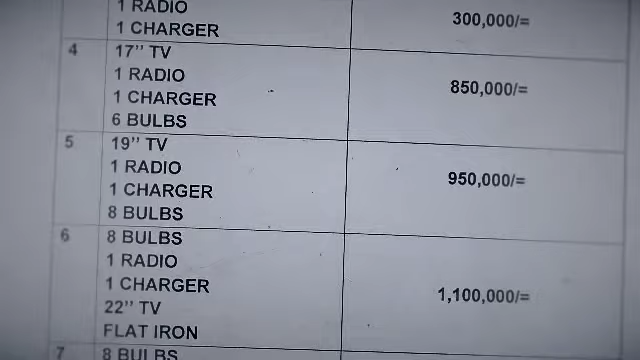 1 RADIO
1 CHARGER
300,000/=
4
17" TV
1 RADIO
1 CHARGER
6 BULBS
850,000/=
5
19" TV
1 RADIO
1 CHARGER
8 BULBS
950,000/=
6
8 BULBS
1 RADIO
1 CHARGER
22" TV
FLAT IRON
1,100,000/=
7
8 BULBS